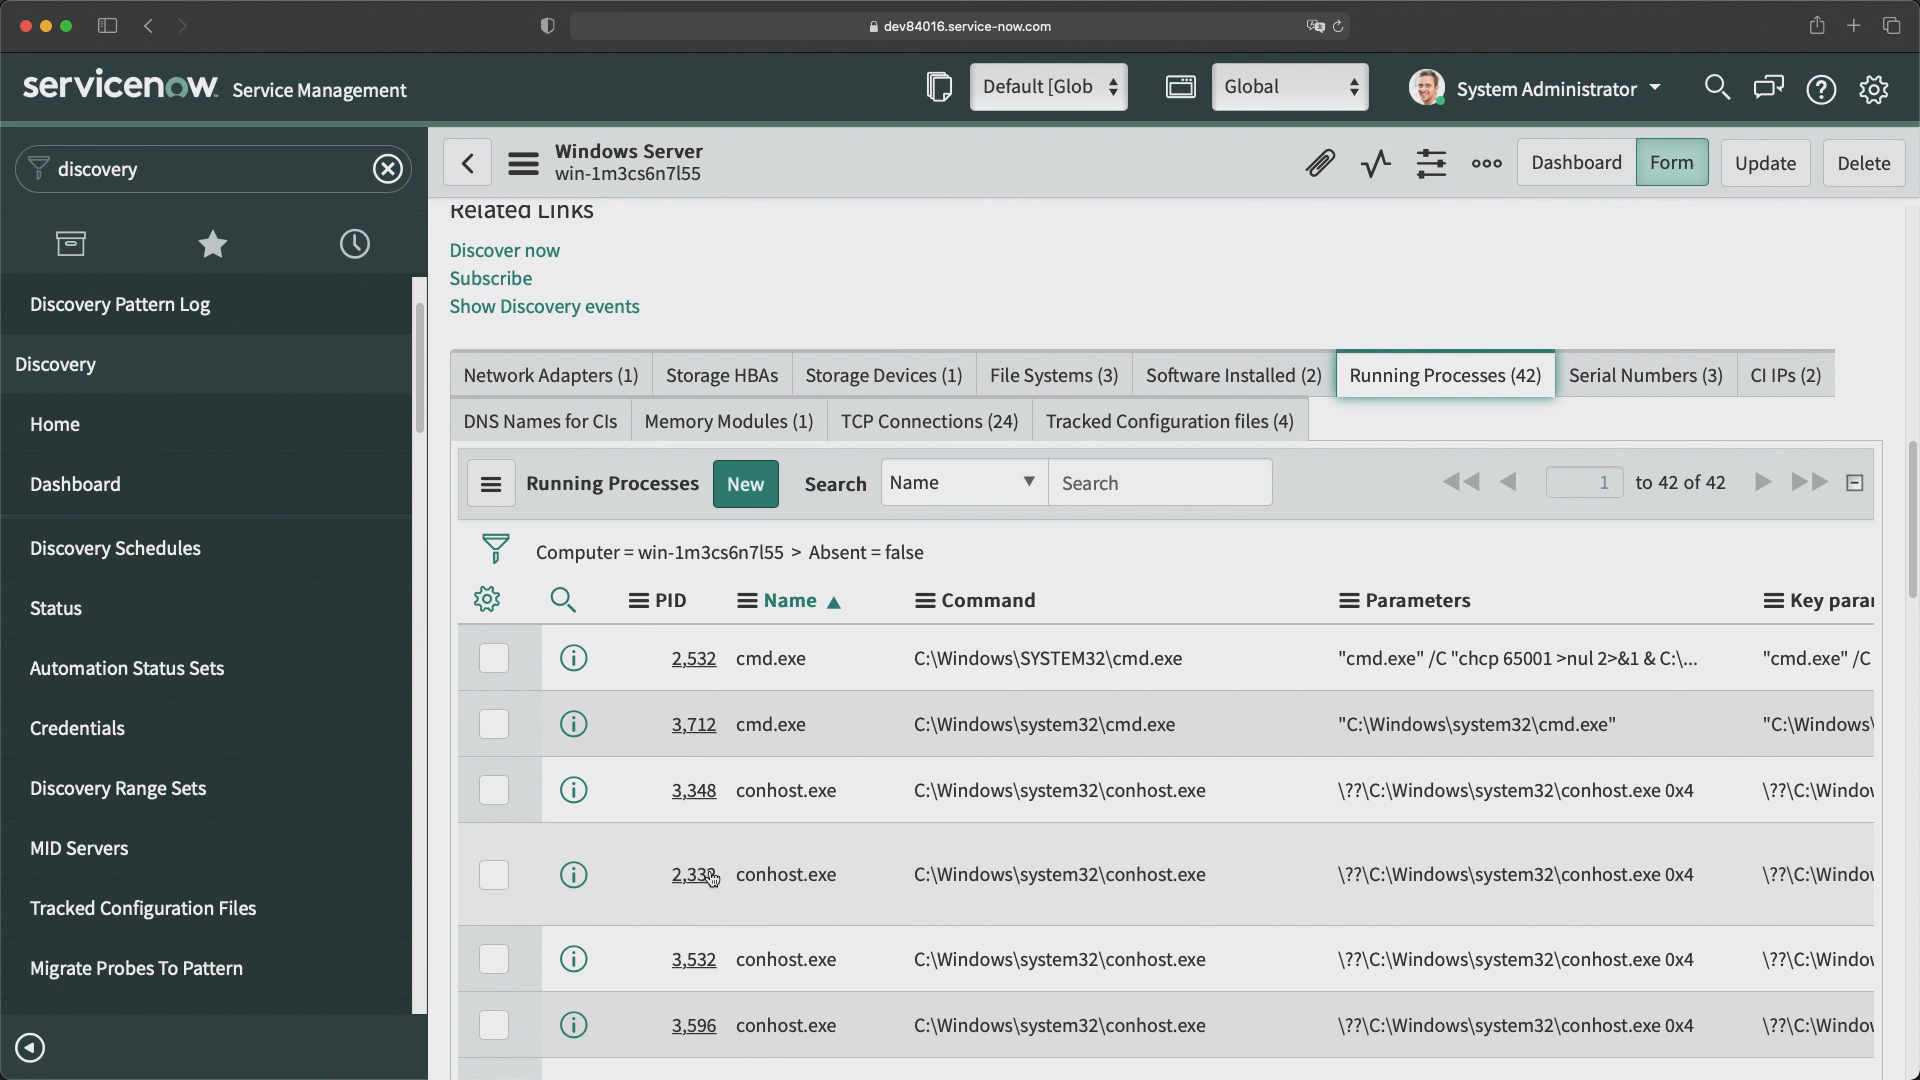 dev84016.service-now.com
servicenow Service Management
Default [Glob
Global
System Administrator
discovery
Discovery Pattern Log
Discovery
Home
Dashboard
Discovery Schedules
Status
Automation Status Sets
Credentials
Discovery Range Sets
MID Servers
Tracked Configuration Files
Migrate Probes To Pattern
Windows Server
win-1m3cs6n7l55
Dashboard Form Update Delete
Related Links
Discover now
Subscribe
Show Discovery events
Network Adapters (1) Storage HBAs Storage Devices (1) File Systems (3) Software Installed (2) Running Processes (42) Serial Numbers (3) CI IPs (2)
DNS Names for CIs Memory Modules (1) TCP Connections (24) Tracked Configuration files (4)
Running Processes New Search Name Search 1 to 42 of 42
Computer = win-1m3cs6n7l55 > Absent = false
PID Name Command Parameters Key parar
2,532 cmd.exe C:\Windows\SYSTEM32\cmd.exe "cmd.exe" /C "chcp 65001 >nul 2>&1 & C:\... "cmd.exe" /C
3,712 cmd.exe C:\Windows\system32\cmd.exe "C:\Windows\system32\cmd.exe" "C:\Windows\
3,348 conhost.exe C:\Windows\system32\conhost.exe \??\C:\Windows\system32\conhost.exe 0x4 \??\C:\Window
conhost.exe C:\Windows\system32\conhost.exe \??\C:\Windows\system32\conhost.exe 0x4 \??\C:\Window
3,532 conhost.exe C:\Windows\system32\conhost.exe \??\C:\Windows\system32\conhost.exe 0x4 \??\C:\Window
3,596 conhost.exe C:\Windows\system32\conhost.exe \??\C:\Windows\system32\conhost.exe 0x4 \??\C:\Window